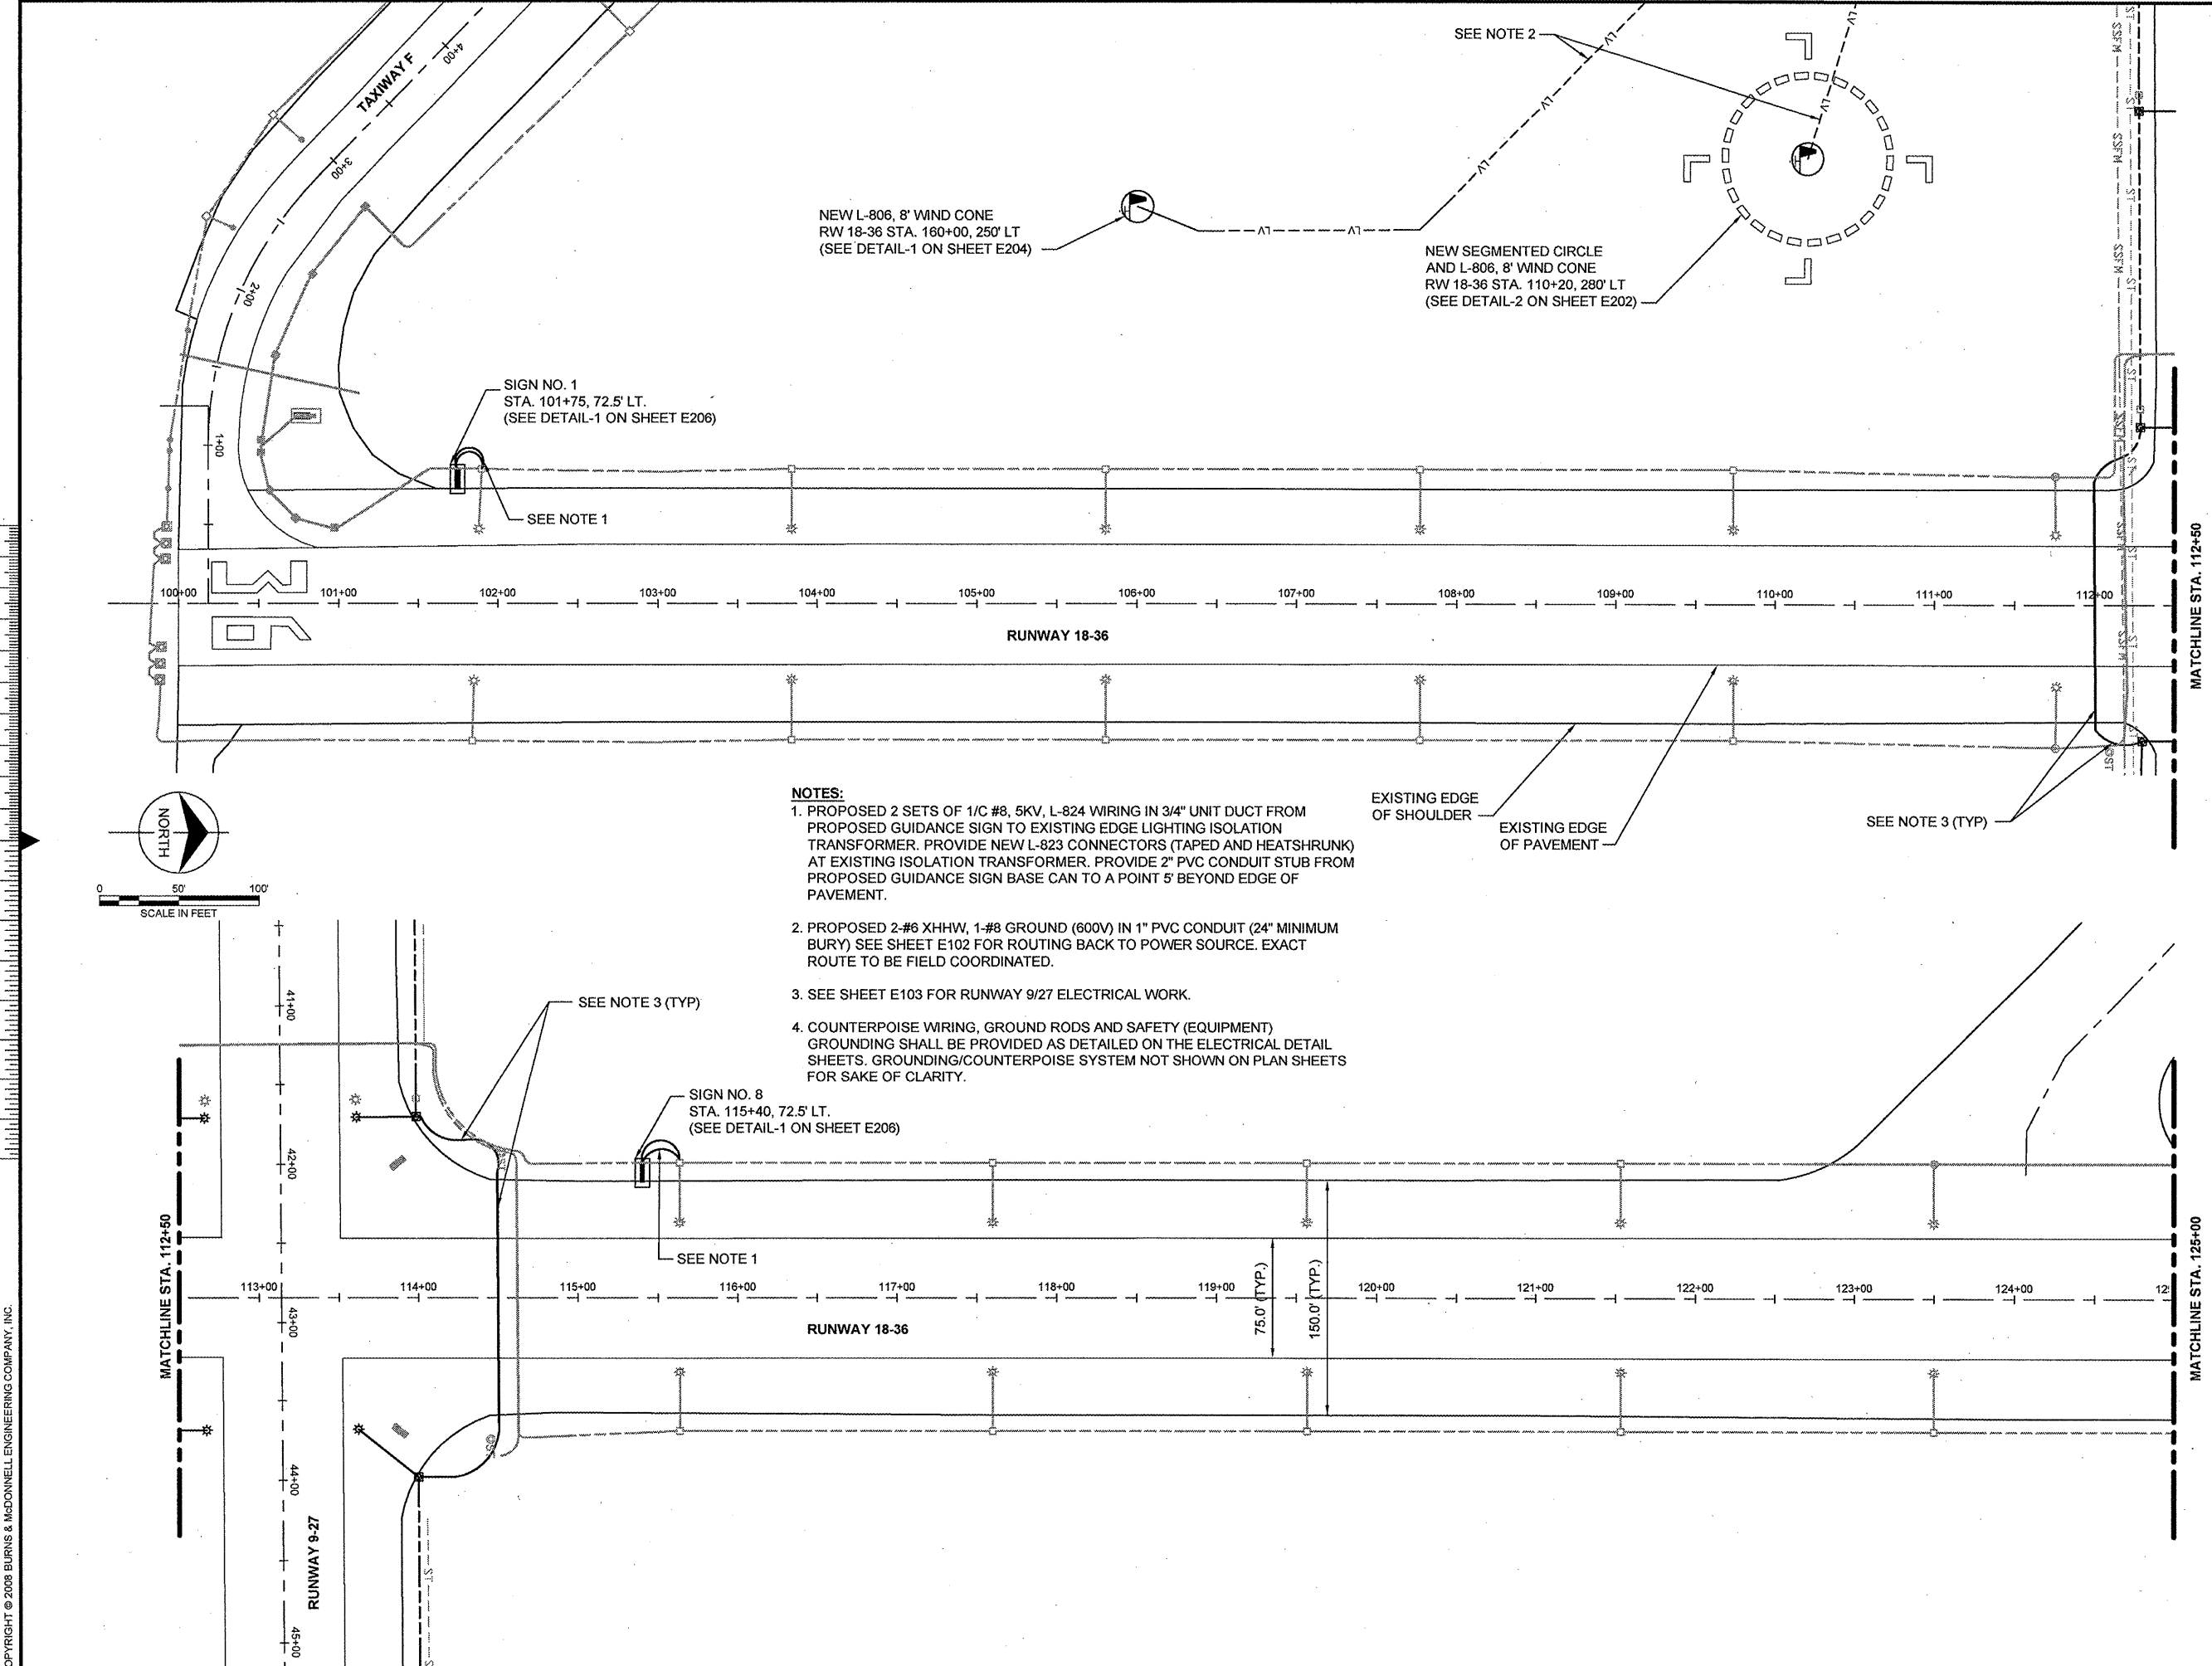 TAXIWAY F
4+00
3+00
2+00
1+00
SEE NOTE 2
LV
LV
LV
LV
LV
LV
LV
NEW L-806, 8' WIND CONE
RW 18-36 STA. 160+00, 250' LT
(SEE DETAIL-1 ON SHEET E204)
NEW SEGMENTED CIRCLE
AND L-806, 8' WIND CONE
RW 18-36 STA. 110+20, 280' LT
(SEE DETAIL-2 ON SHEET E202)
SSFM
SSFM
SSFM
SSFM
ST
ST
ST
ST
SIGN NO. 1
STA. 101+75, 72.5' LT.
(SEE DETAIL-1 ON SHEET E206)
SEE NOTE 1
36
100+00
101+00
102+00
103+00
104+00
105+00
106+00
107+00
108+00
109+00
110+00
111+00
112+00
RUNWAY 18-36
MATCHLINE STA. 112+50
EXISTING EDGE
OF SHOULDER
EXISTING EDGE
OF PAVEMENT
SEE NOTE 3 (TYP)
NORTH
0 50' 100'
SCALE IN FEET
NOTES:
1. PROPOSED 2 SETS OF 1/C #8, 5KV, L-824 WIRING IN 3/4" UNIT DUCT FROM
PROPOSED GUIDANCE SIGN TO EXISTING EDGE LIGHTING ISOLATION
TRANSFORMER. PROVIDE NEW L-823 CONNECTORS (TAPED AND HEATSHRUNK)
AT EXISTING ISOLATION TRANSFORMER. PROVIDE 2" PVC CONDUIT STUB FROM
PROPOSED GUIDANCE SIGN BASE CAN TO A POINT 5' BEYOND EDGE OF
PAVEMENT.
2. PROPOSED 2-#6 XHHW, 1-#8 GROUND (600V) IN 1" PVC CONDUIT (24" MINIMUM
BURY) SEE SHEET E102 FOR ROUTING BACK TO POWER SOURCE. EXACT
ROUTE TO BE FIELD COORDINATED.
3. SEE SHEET E103 FOR RUNWAY 9/27 ELECTRICAL WORK.
4. COUNTERPOISE WIRING, GROUND RODS AND SAFETY (EQUIPMENT)
GROUNDING SHALL BE PROVIDED AS DETAILED ON THE ELECTRICAL DETAIL
SHEETS. GROUNDING/COUNTERPOISE SYSTEM NOT SHOWN ON PLAN SHEETS
FOR SAKE OF CLARITY.
41+00
42+00
43+00
44+00
45+00
SEE NOTE 3 (TYP)
SIGN NO. 8
STA. 115+40, 72.5' LT.
(SEE DETAIL-1 ON SHEET E206)
SEE NOTE 1
MATCHLINE STA. 112+50
113+00
114+00
115+00
116+00
117+00
118+00
119+00
120+00
121+00
122+00
123+00
124+00
RUNWAY 18-36
75.0' (TYP.)
150.0' (TYP.)
MATCHLINE STA. 125+00
RUNWAY 9-27
OPYRIGHT © 2008 BURNS & McDONNELL ENGINEERING COMPANY, INC.